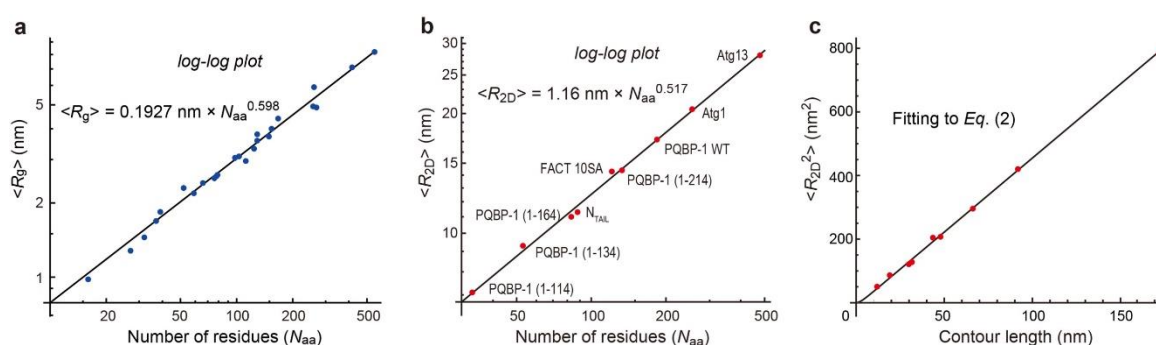 a
log-log plot
<Rg> = 0.1927 nm × Naa^0.598
<Rg> (nm)
5
2
1
20
50
100
200
500
Number of residues (Naa)
b
log-log plot
<R2D> = 1.16 nm × Naa^0.517
<R2D> (nm)
30
20
15
10
Atg13
Atg1
PQBP-1 WT
FACT 10SA
PQBP-1 (1-214)
PQBP-1 (1-164)
NTAIL
PQBP-1 (1-134)
PQBP-1 (1-114)
50
100
200
500
Number of residues (Naa)
c
Fitting to Eq. (2)
<R2D²> (nm²)
800
600
400
200
0
0
50
100
150
Contour length (nm)